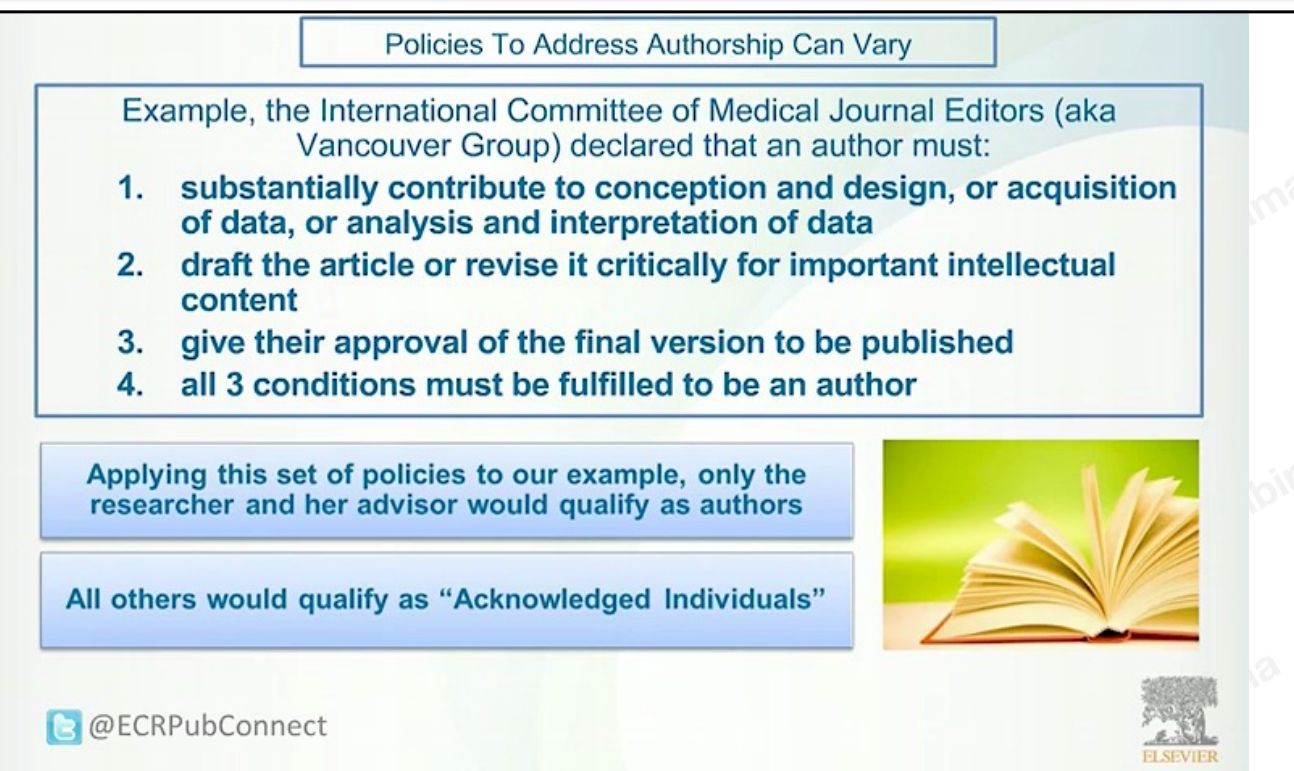 Policies To Address Authorship Can Vary
Example, the International Committee of Medical Journal Editors (aka
Vancouver Group) declared that an author must:
1. substantially contribute to conception and design, or acquisition
of data, or analysis and interpretation of data
2. draft the article or revise it critically for important intellectual
content
3. give their approval of the final version to be published
4. all 3 conditions must be fulfilled to be an author
Applying this set of policies to our example, only the
researcher and her advisor would qualify as authors
All others would qualify as “Acknowledged Individuals”
@ECRPubConnect
ELSEVIER